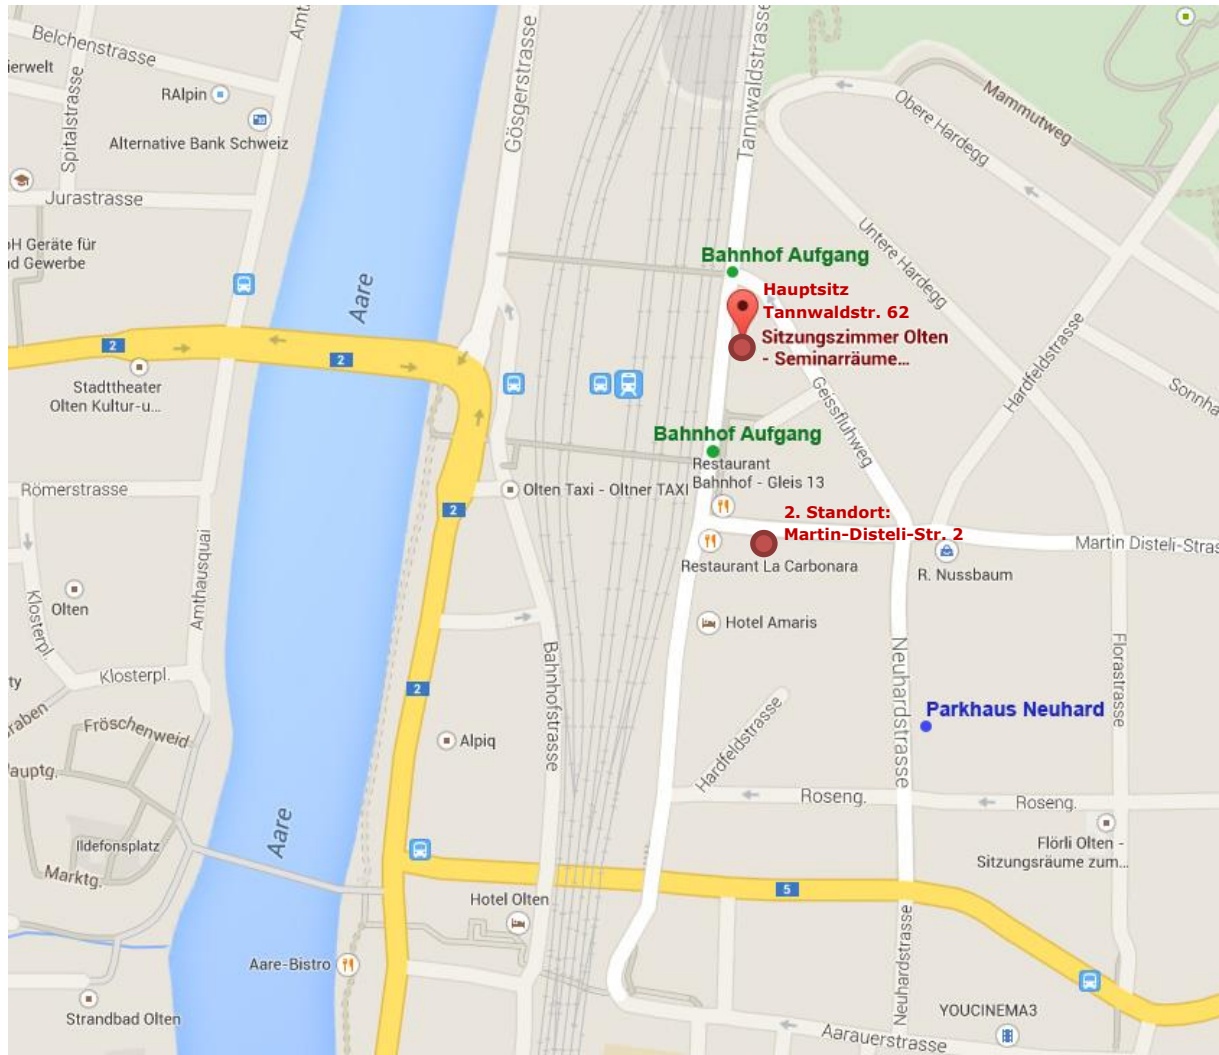 Belchenstrasse
Amt
Gösgerstrasse
Tannwaldstrasse
ierwelt
RAlpin
Spitalstrasse
Alternative Bank Schweiz
Obere Hardegg
Mammutweg
Jurastrasse
oH Geräte für
nd Gewerbe
Untere Hardegg
Bahnhof Aufgang
Hauptsitz
Tannwaldstr. 62
Sitzungszimmer Olten
- Seminarräume...
Aare
2
2
Stadttheater
Olten Kultur-u...
Hardfeldstrasse
Sonnha
Geissfluhweg
Bahnhof Aufgang
Restaurant
Bahnhof - Gleis 13
Römerstrasse
Olten Taxi - Oltner TAXI
2
2. Standort:
Martin-Disteli-Str. 2
Martin Disteli-Stras
Restaurant La Carbonara
R. Nussbaum
Amthausquai
Klosterpl.
Olten
Hotel Amaris
Klosterpl.
Bahnhofstrasse
Neuhardstrasse
Florastrasse
ty
2
graben
Fröschenweid
Alpiq
Hardfeldstrasse
Parkhaus Neuhard
Hauptg.
Roseng.
Roseng.
Aare
Ildefonsplatz
Marktg.
Flörli Olten -
Sitzungsräume zum...
5
Hotel Olten
Neuhardstrasse
Aare-Bistro
Strandbad Olten
YOUCINEMA3
Aarauerstrasse